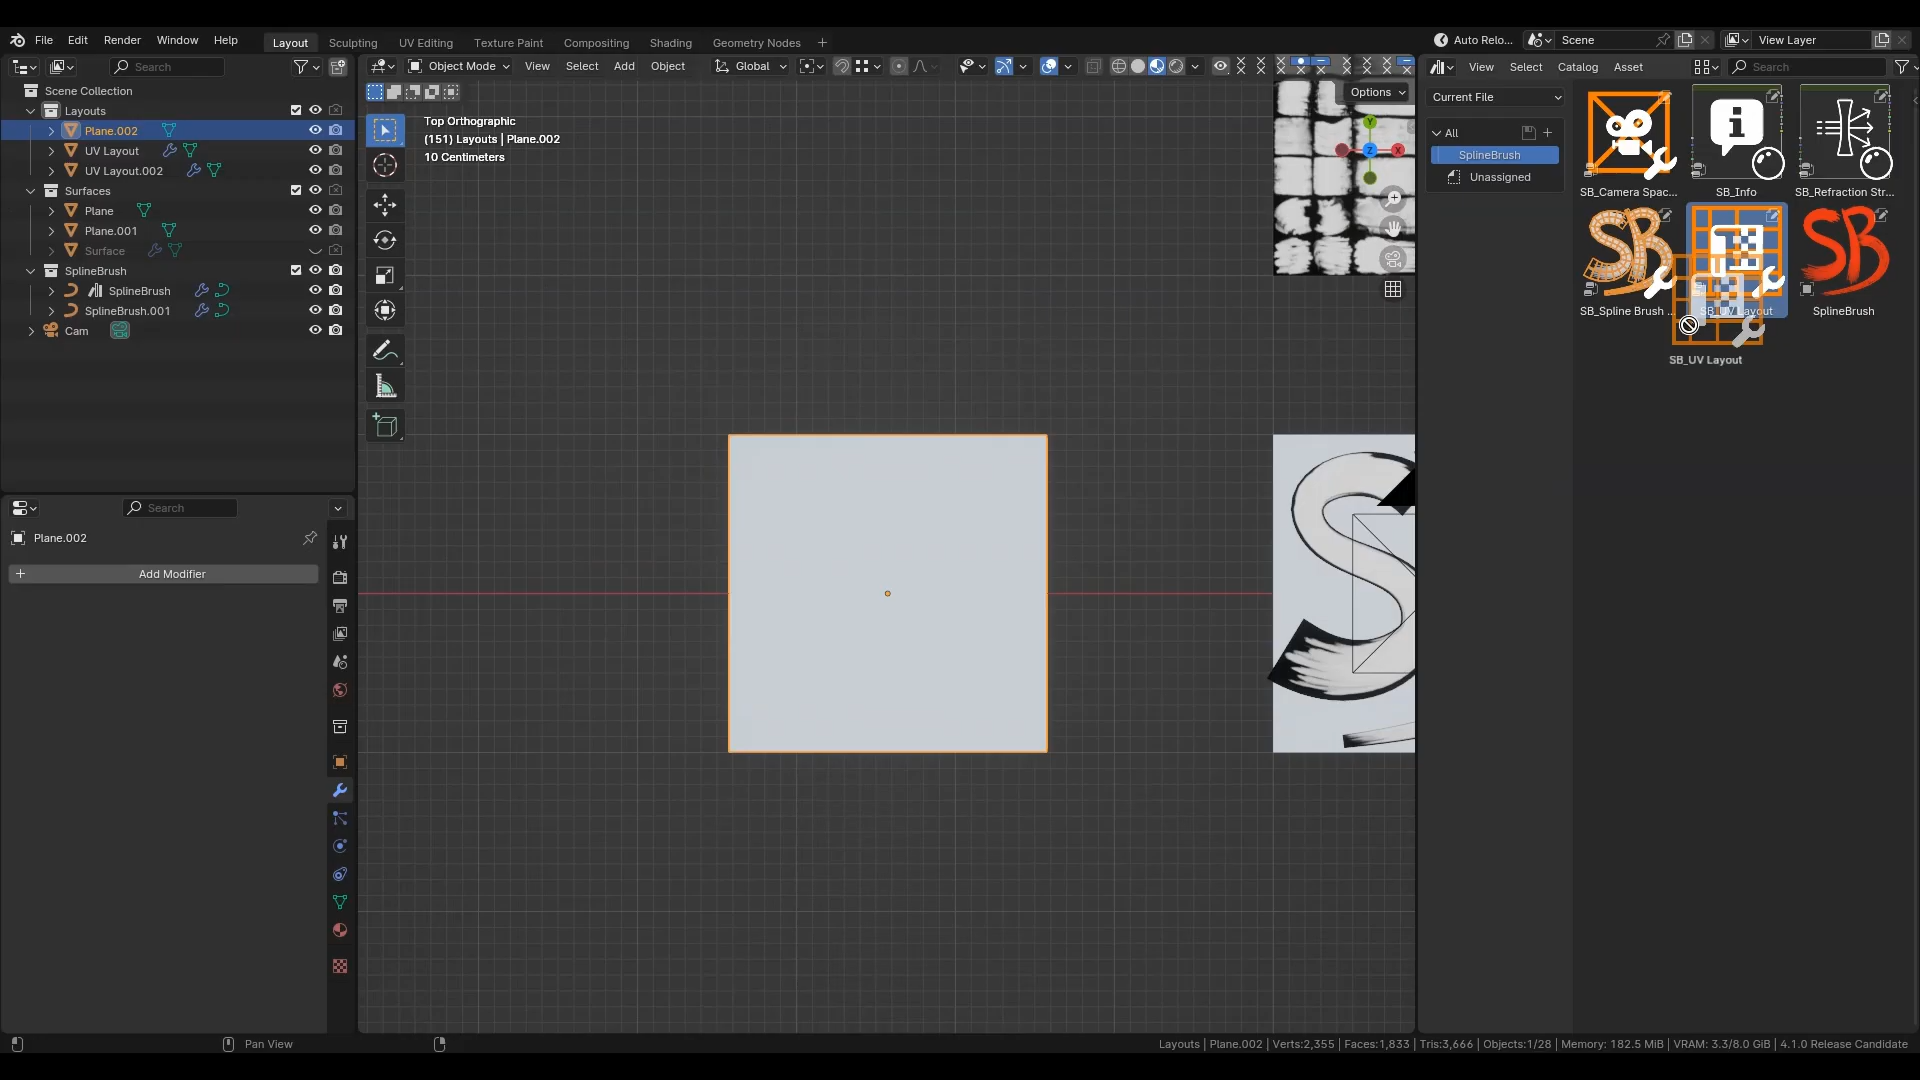 File Edit Render Window Help
Layout Sculpting UV Editing Texture Paint Compositing Shading Geometry Nodes +
Auto Relo... Scene View Layer
Search
Object Mode View Select Add Object Global
View Select Catalog Asset Search
Options
Scene Collection
Layouts
Plane.002
UV Layout
UV Layout.002
Surfaces
Plane
Plane.001
Surface
SplineBrush
SplineBrush
SplineBrush.001
Cam
Top Orthographic
(151) Layouts | Plane.002
10 Centimeters
Y
Z X
Current File
All
SplineBrush
Unassigned
SB_Camera Spac... SB_Info SB_Refraction Str...
SB_Spline Brush ... SB_UV Layout SplineBrush
SB_UV Layout
Search
Plane.002
+ Add Modifier
Pan View
Layouts | Plane.002 | Verts:2,355 | Faces:1,833 | Tris:3,666 | Objects:1/28 | Memory: 182.5 MiB | VRAM: 3.3/8.0 GiB | 4.1.0 Release Candidate